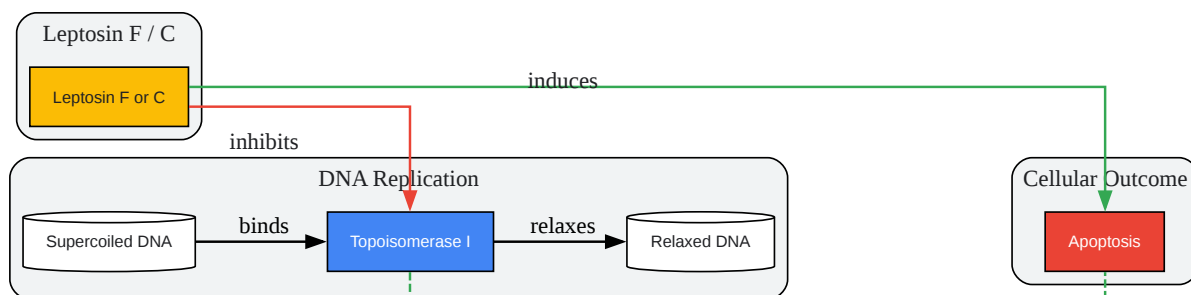 Leptosin F / C
Leptosin F or C
induces
inhibits
DNA Replication
Cellular Outcome
Supercoiled DNA
binds
Topoisomerase I
relaxes
Relaxed DNA
Apoptosis